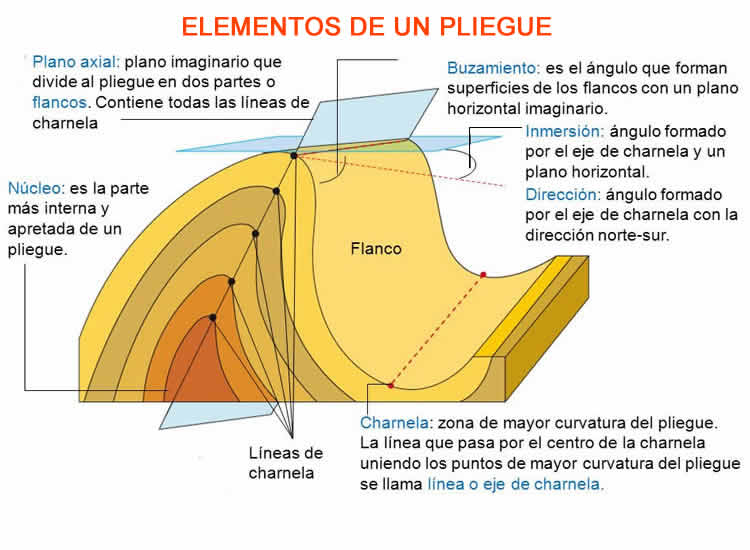 ELEMENTOS DE UN PLIEGUE
Plano axial: plano imaginario que
divide al pliegue en dos partes o
flancos. Contiene todas las líneas de
charnela
Buzamiento: es el ángulo que forman
superficies de los flancos con un plano
horizontal imaginario.
Inmersión: ángulo formado
por el eje de charnela y un
plano horizontal.
Dirección: ángulo formado
por el eje de charnela con la
dirección norte-sur.
Núcleo: es la parte
más interna y
apretada de un
pliegue.
Flanco
Líneas de
charnela
Charnela: zona de mayor curvatura del pliegue.
La línea que pasa por el centro de la charnela
uniendo los puntos de mayor curvatura del pliegue
se llama línea o eje de charnela.